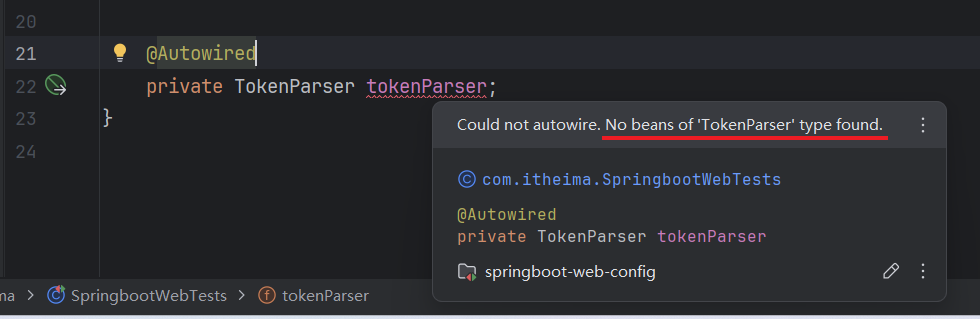 20
21 @Autowired
22 private TokenParser tokenParser;
23 }
24
Could not autowire. No beans of 'TokenParser' type found.
com.itheima.SpringbootWebTests
@Autowired
private TokenParser tokenParser
springboot-web-config
ma > SpringbootWebTests > tokenParser